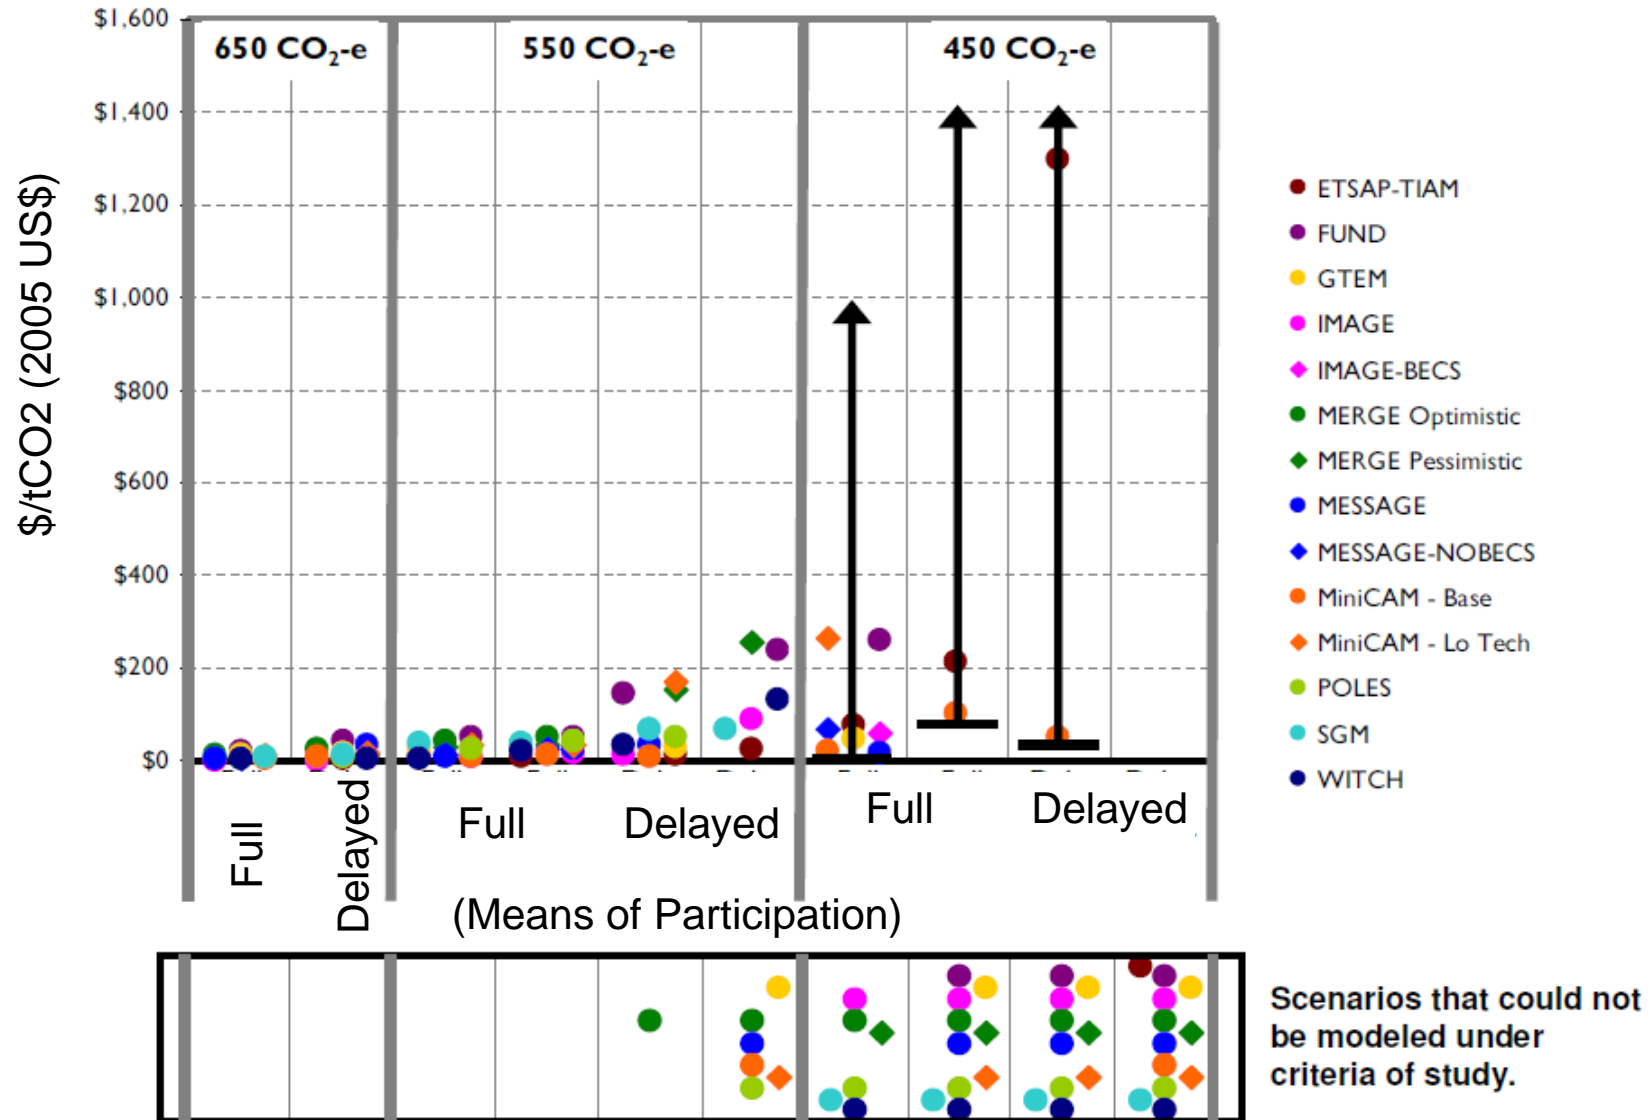 $1,600
650 CO₂-e
550 CO₂-e
450 CO₂-e
$1,400
$1,200
$1,000
$800
$600
$400
$200
$0
$/tCO2 (2005 US$)
Full
Delayed
Full
Delayed
Full
Delayed
(Means of Participation)
ETSAP-TIAM
FUND
GTEM
IMAGE
IMAGE-BECS
MERGE Optimistic
MERGE Pessimistic
MESSAGE
MESSAGE-NOBECS
MiniCAM - Base
MiniCAM - Lo Tech
POLES
SGM
WITCH
Scenarios that could not
be modeled under
criteria of study.